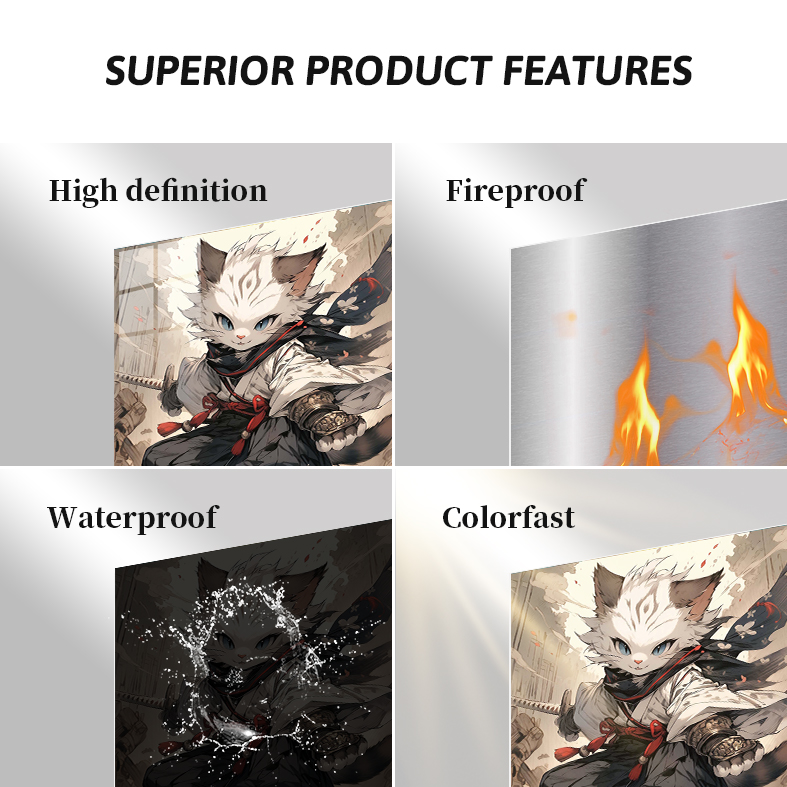 SUPERIOR PRODUCT FEATURES
High definition
Fireproof
Waterproof
Colorfast